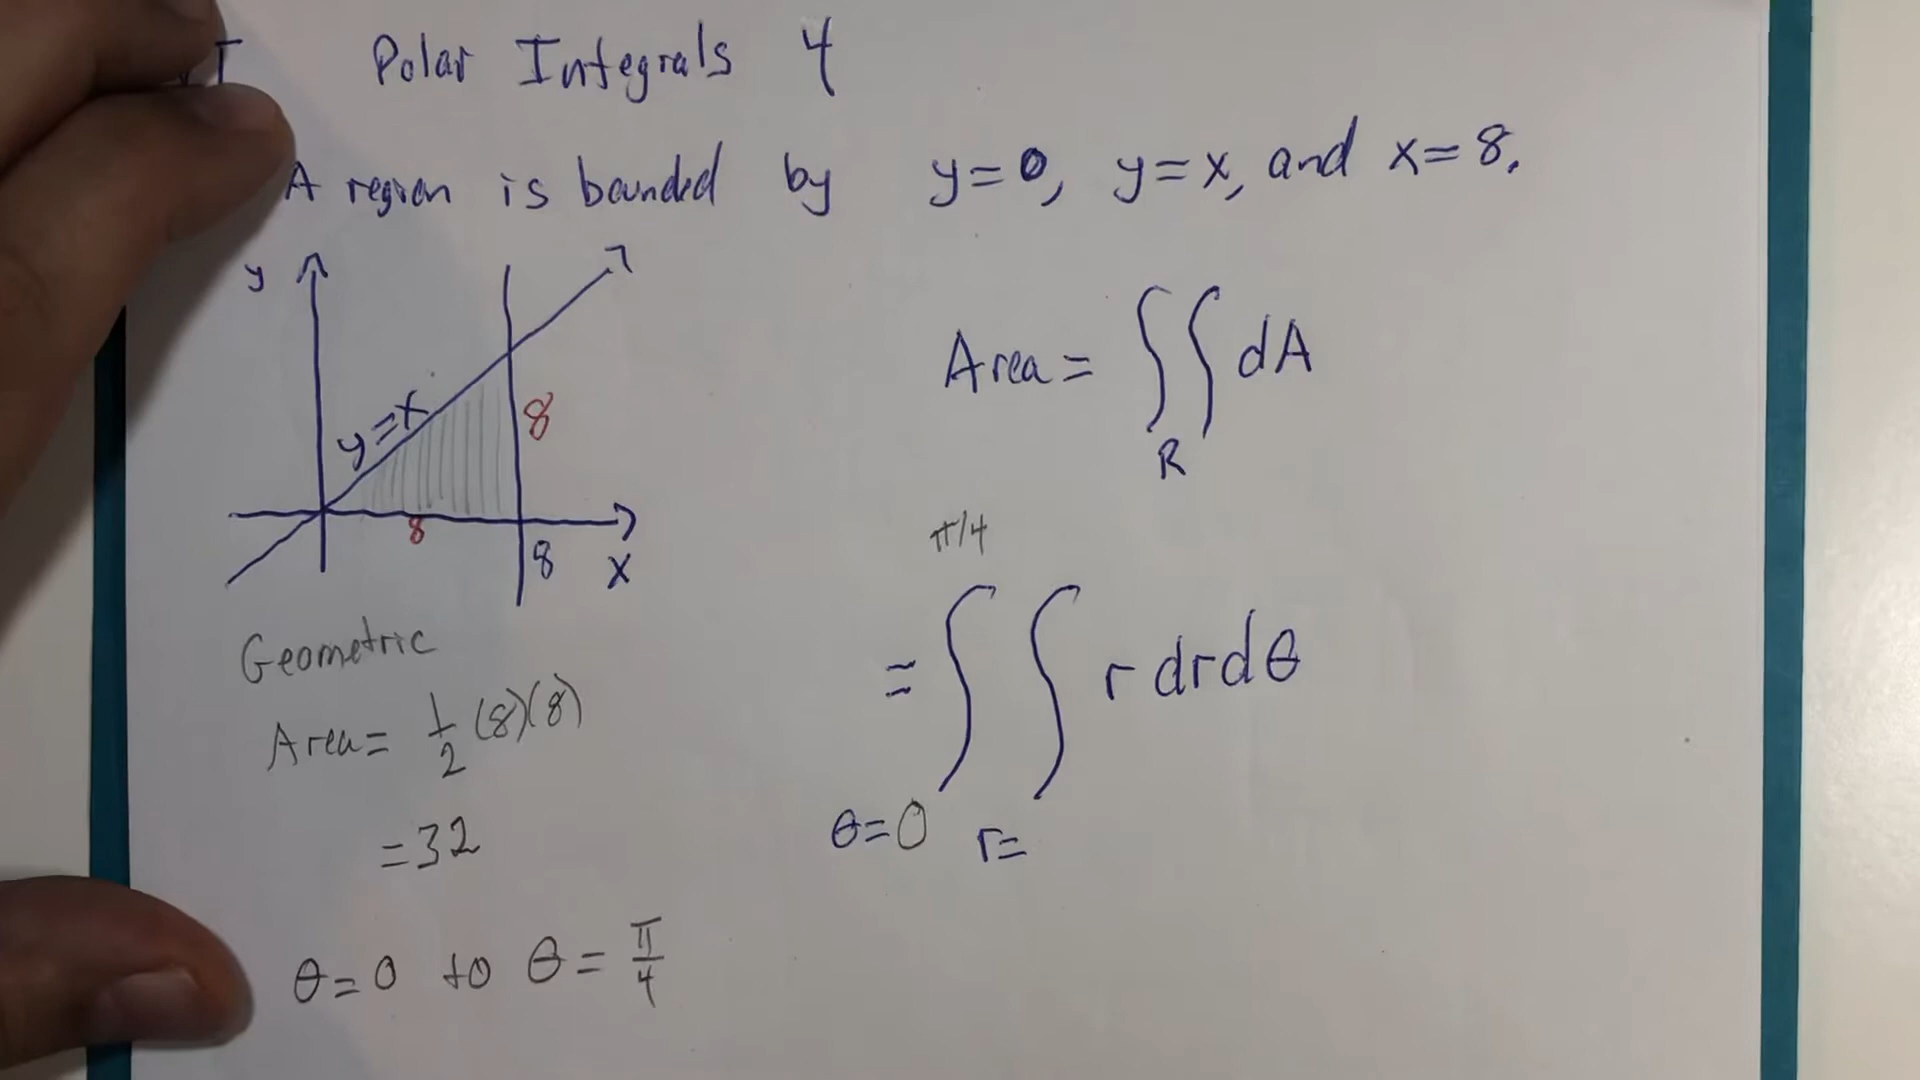 Polar Integrals 4
A region is bounded by y=0, y=x, and x=8.
y
y=x
8
8
8
x
Area = ∫∫ dA
R
Geometric
Area = 1/2 (8)(8)
=32
θ=0 to θ= π/4
π/4
= ∫ ∫ r dr dθ
θ=0 r=